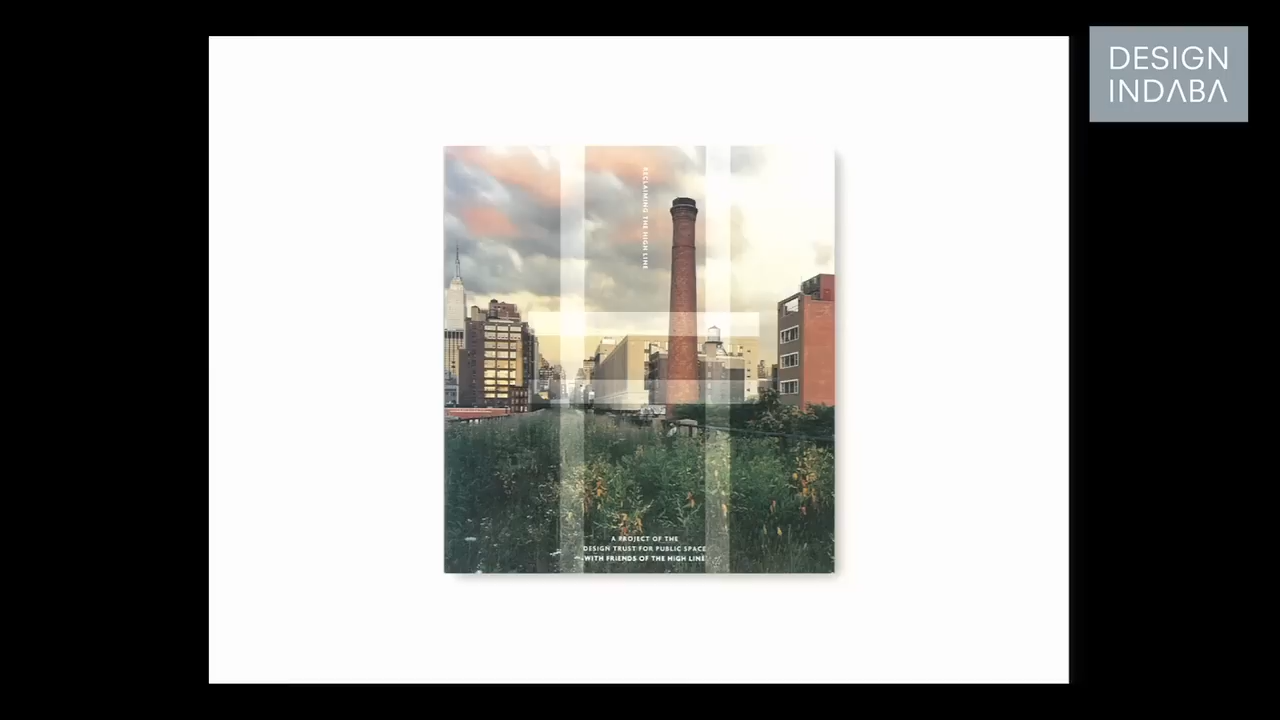 DESIGN
INDABA
RECLAIMING THE HIGH LINE
A PROJECT OF THE
DESIGN TRUST FOR PUBLIC SPACE
WITH FRIENDS OF THE HIGH LINE